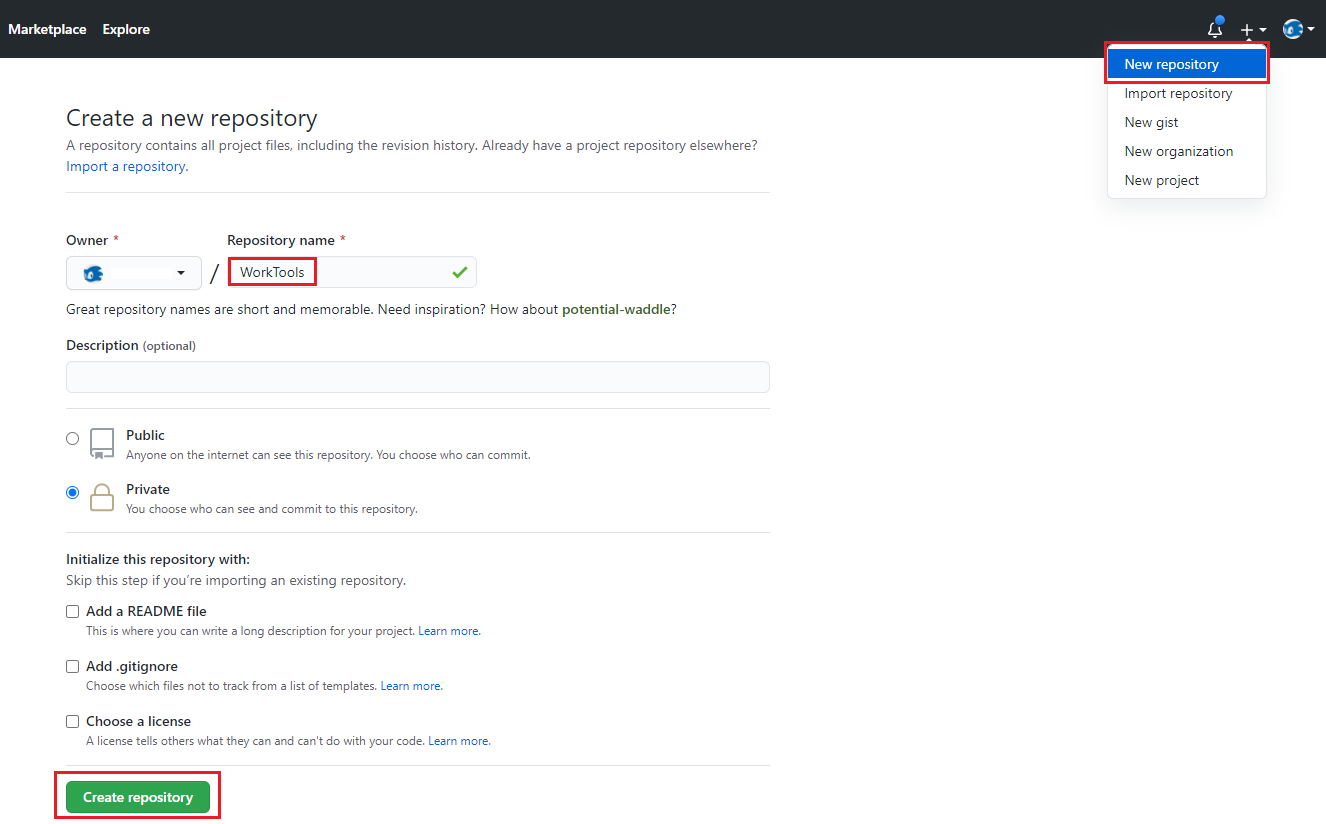 Marketplace Explore
New repository
Import repository
New gist
New organization
New project
Create a new repository
A repository contains all project files, including the revision history. Already have a project repository elsewhere?
Import a repository.
Owner * Repository name *
/ WorkTools
Great repository names are short and memorable. Need inspiration? How about potential-waddle?
Description (optional)
Public
Anyone on the internet can see this repository. You choose who can commit.
Private
You choose who can see and commit to this repository.
Initialize this repository with:
Skip this step if you’re importing an existing repository.
Add a README file
This is where you can write a long description for your project. Learn more.
Add .gitignore
Choose which files not to track from a list of templates. Learn more.
Choose a license
A license tells others what they can and can't do with your code. Learn more.
Create repository